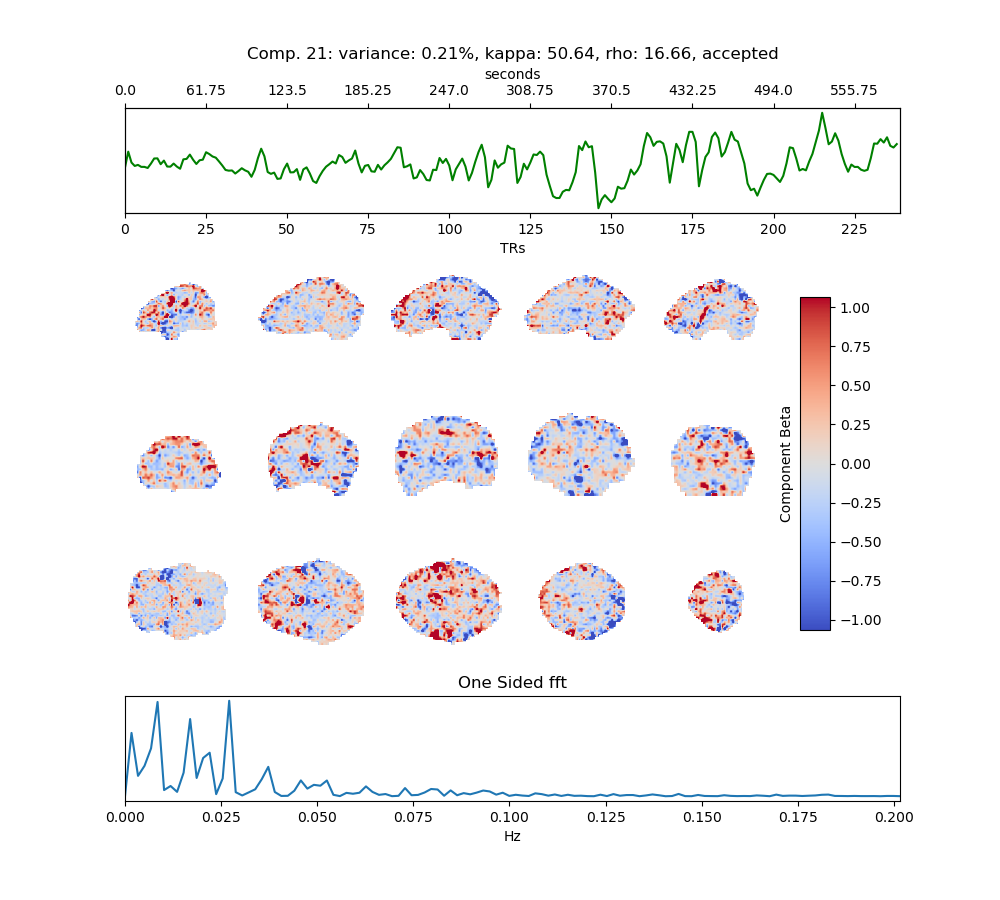 Comp. 21: variance: 0.21%, kappa: 50.64, rho: 16.66, accepted
seconds
0.0 61.75 123.5 185.25 247.0 308.75 370.5 432.25 494.0 555.75
0 25 50 75 100 125 150 175 200 225
TRs
Component Beta
1.00
0.75
0.50
0.25
0.00
−0.25
−0.50
−0.75
−1.00
One Sided fft
0.000 0.025 0.050 0.075 0.100 0.125 0.150 0.175 0.200
Hz